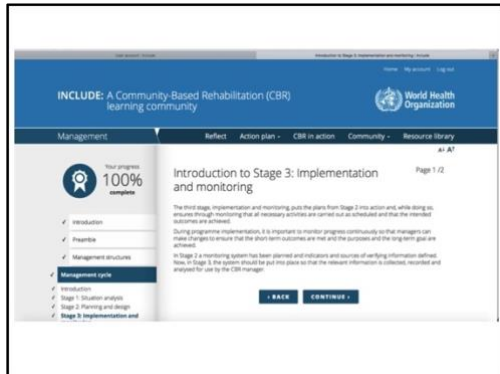 Introduction to Stage 3: Implementation and monitoring | Include
Home My account Log out
INCLUDE: A Community-Based Rehabilitation (CBR)
learning community
World Health
Organization
Management
Reflect Action plan CBR in action Community Resource library
A A
Your progress
100%
complete
Introduction to Stage 3: Implementation
and monitoring
Page 1 /2
✓ Introduction
✓ Preamble
✓ Management structures
✓ Management cycle
✓ Introduction
✓ Stage 1: Situation analysis
✓ Stage 2: Planning and design
✓ Stage 3: Implementation and
The third stage, implementation and monitoring, puts the plans from Stage 2 into action and, while doing so,
ensures through monitoring that all necessary activities are carried out as scheduled and that the intended
outcomes are achieved.
During programme implementation, it is important to monitor progress continuously so that managers can
make changes to ensure that the short-term outcomes are met and the purposes and the long-term goal are
achieved.
In Stage 2 a monitoring system has been planned and indicators and sources of verifying information defined.
Now, in Stage 3, the system should be put into place so that the relevant information is collected, recorded and
analysed for use by the CBR manager.
‹ BACK
CONTINUE ›